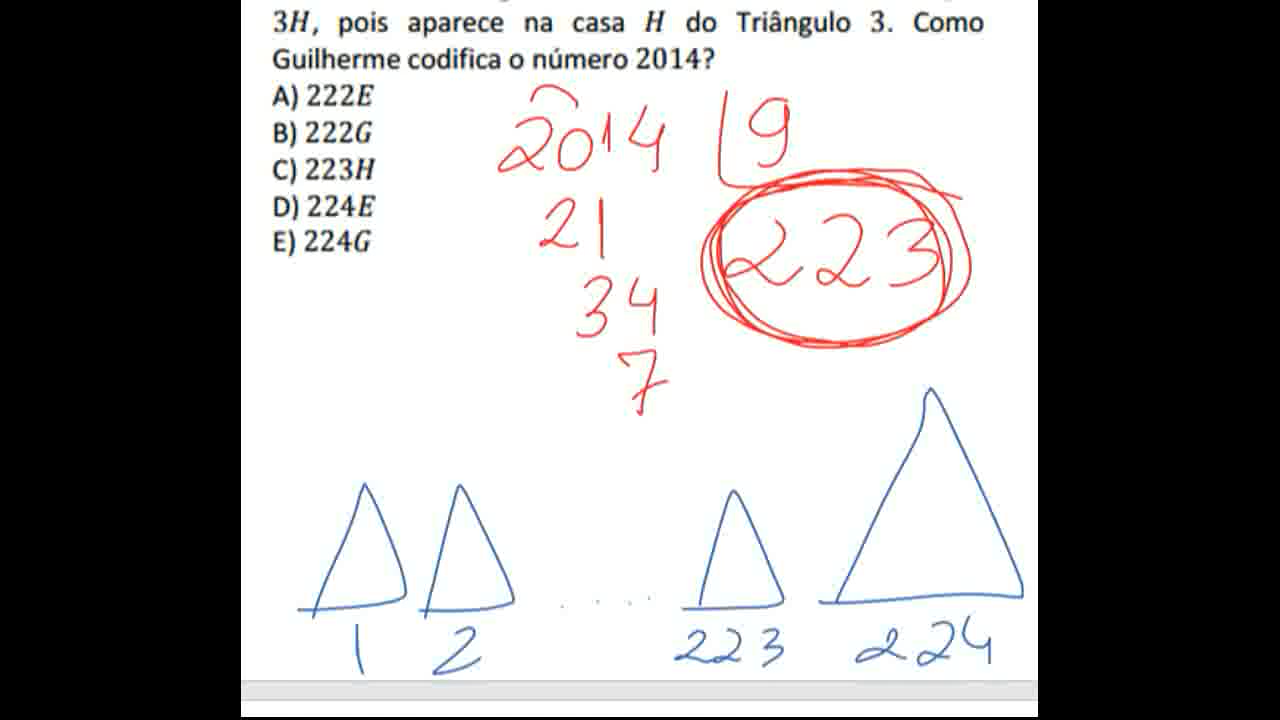 3H, pois aparece na casa H do Triângulo 3. Como
Guilherme codifica o número 2014?
A) 222E
B) 222G
C) 223H
D) 224E
E) 224G
2014 9
21 223
34
7
1 2 .... 223 224